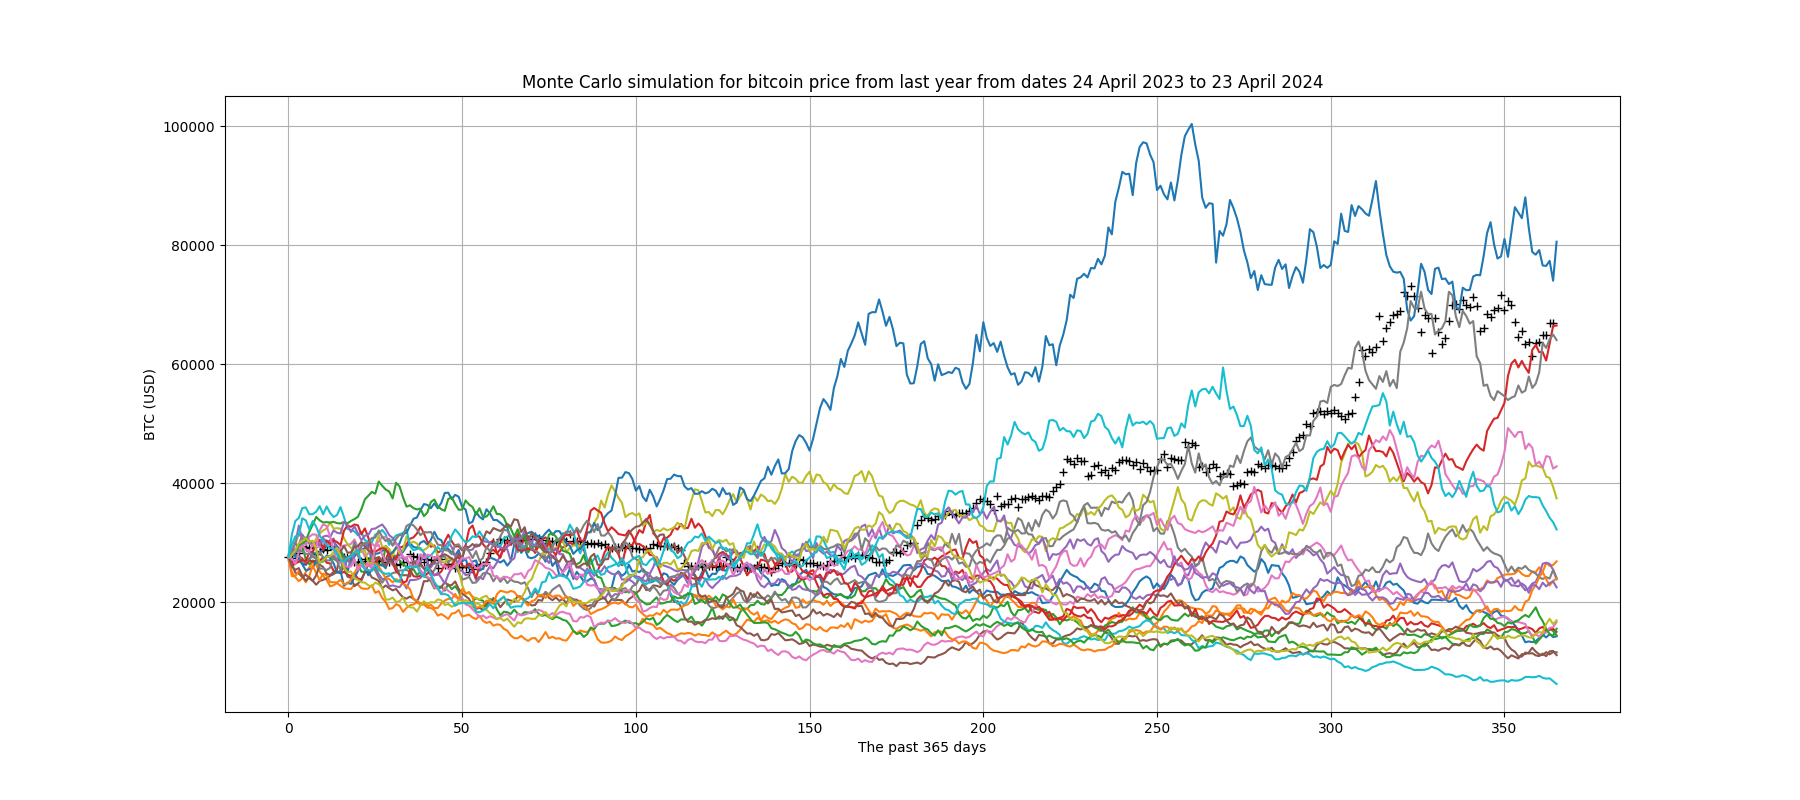 Monte Carlo simulation for bitcoin price from last year from dates 24 April 2023 to 23 April 2024
100000
80000
60000
40000
20000
BTC (USD)
0 50 100 150 200 250 300 350
The past 365 days